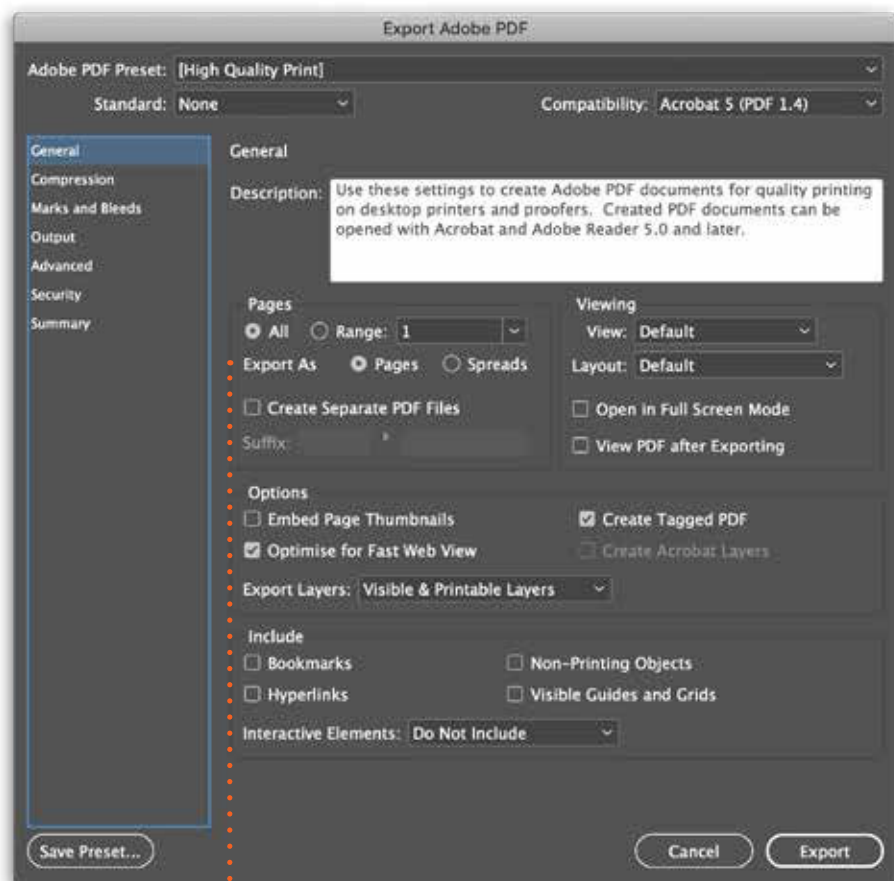 Export Adobe PDF
Adobe PDF Preset: [High Quality Print]
Standard: None Compatibility: Acrobat 5 (PDF 1.4)
General
Compression
Marks and Bleeds
Output
Advanced
Security
Summary
General
Description: Use these settings to create Adobe PDF documents for quality printing
on desktop printers and proofers. Created PDF documents can be
opened with Acrobat and Adobe Reader 5.0 and later.
Pages
All Range: 1
Export As Pages Spreads
Create Separate PDF Files
Suffix:
Viewing
View: Default
Layout: Default
Open in Full Screen Mode
View PDF after Exporting
Options
Embed Page Thumbnails Create Tagged PDF
Optimise for Fast Web View Create Acrobat Layers
Export Layers: Visible & Printable Layers
Include
Bookmarks Non-Printing Objects
Hyperlinks Visible Guides and Grids
Interactive Elements: Do Not Include
Save Preset... Cancel Export